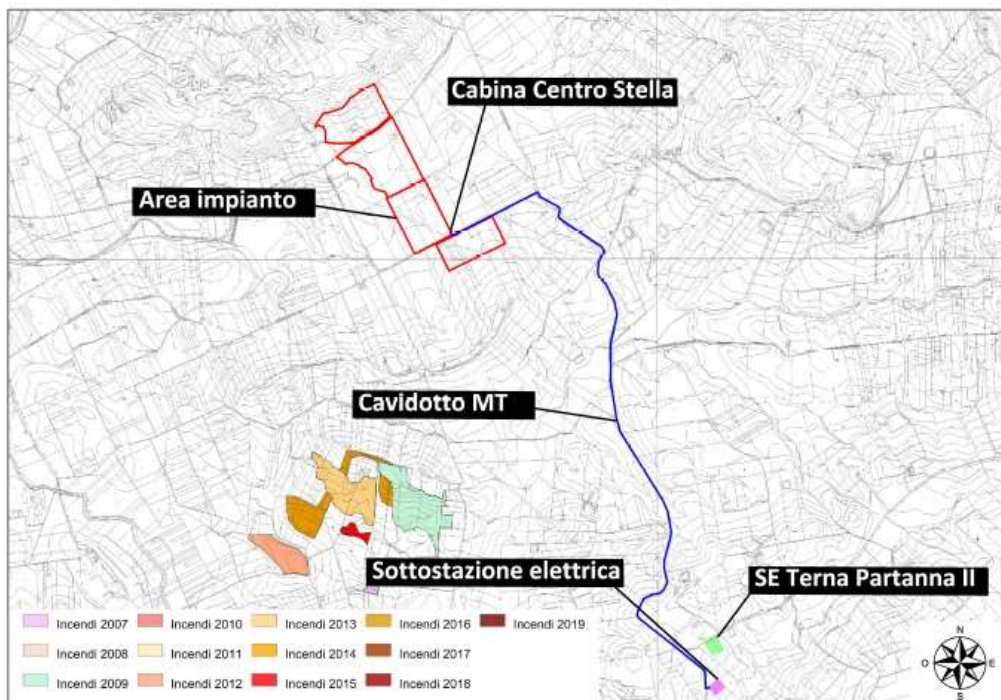 Cabina Centro Stella
Area impianto
Cavidotto MT
Sottostazione elettrica
SE Terna Partanna II
Incendi 2007
Incendi 2010
Incendi 2013
Incendi 2016
Incendi 2019
Incendi 2008
Incendi 2011
Incendi 2014
Incendi 2017
Incendi 2009
Incendi 2012
Incendi 2015
Incendi 2018
N
O
E
S